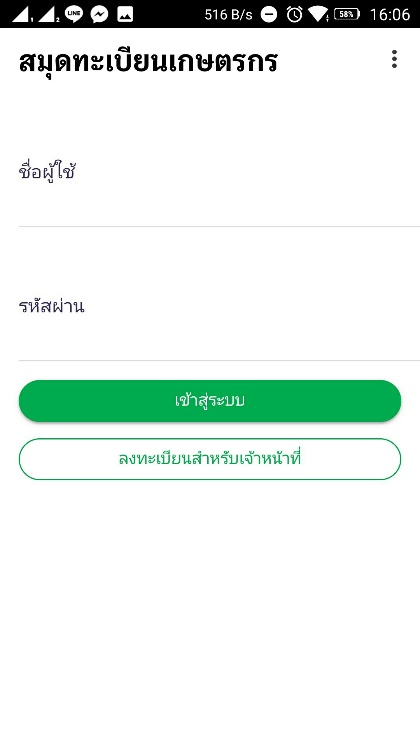 1 2 LINE 516 B/s 58% 16:06
สมุดทะเบียนเกษตรกร
ชื่อผู้ใช้
รหัสผ่าน
เข้าสู่ระบบ
ลงทะเบียนสำหรับเจ้าหน้าที่